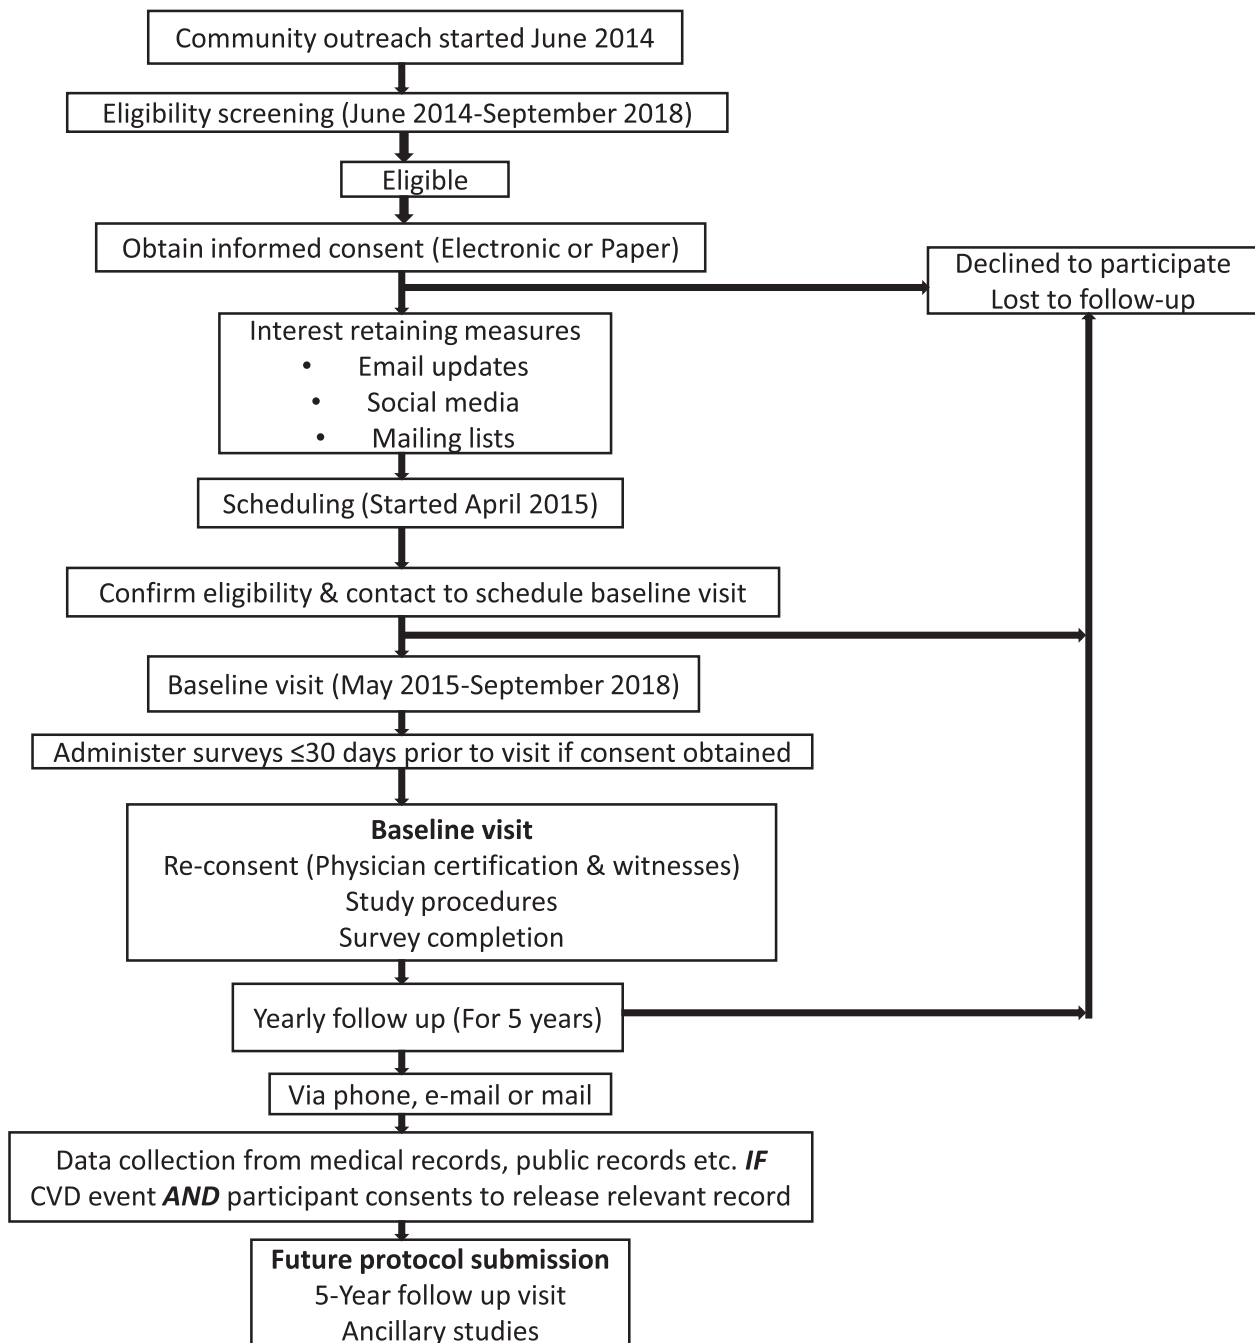 Community outreach started June 2014
Eligibility screening (June 2014-September 2018)
Eligible
Obtain informed consent (Electronic or Paper)
Declined to participate
Lost to follow-up
Interest retaining measures
• Email updates
• Social media
• Mailing lists
Scheduling (Started April 2015)
Confirm eligibility & contact to schedule baseline visit
Baseline visit (May 2015-September 2018)
Administer surveys ≤30 days prior to visit if consent obtained
Baseline visit
Re-consent (Physician certification & witnesses)
Study procedures
Survey completion
Yearly follow up (For 5 years)
Via phone, e-mail or mail
Data collection from medical records, public records etc. IF
CVD event AND participant consents to release relevant record
Future protocol submission
5-Year follow up visit
Ancillary studies